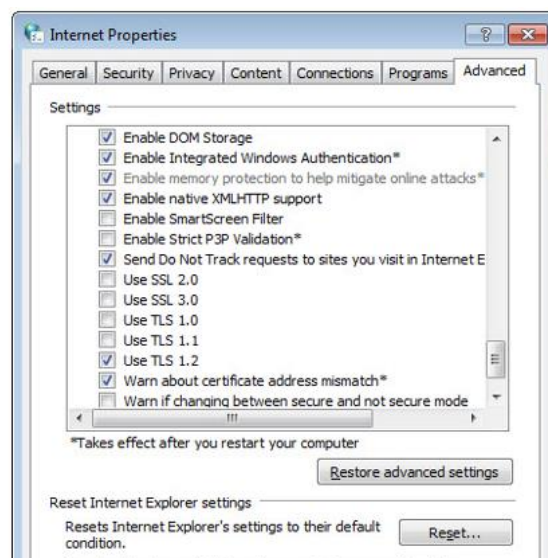 Internet Properties
General Security Privacy Content Connections Programs Advanced
Settings
Enable DOM Storage
Enable Integrated Windows Authentication*
Enable memory protection to help mitigate online attacks*
Enable native XMLHTTP support
Enable SmartScreen Filter
Enable Strict P3P Validation*
Send Do Not Track requests to sites you visit in Internet E
Use SSL 2.0
Use SSL 3.0
Use TLS 1.0
Use TLS 1.1
Use TLS 1.2
Warn about certificate address mismatch*
Warn if changing between secure and not secure mode
*Takes effect after you restart your computer
Restore advanced settings
Reset Internet Explorer settings
Resets Internet Explorer's settings to their default
condition.
Reset...